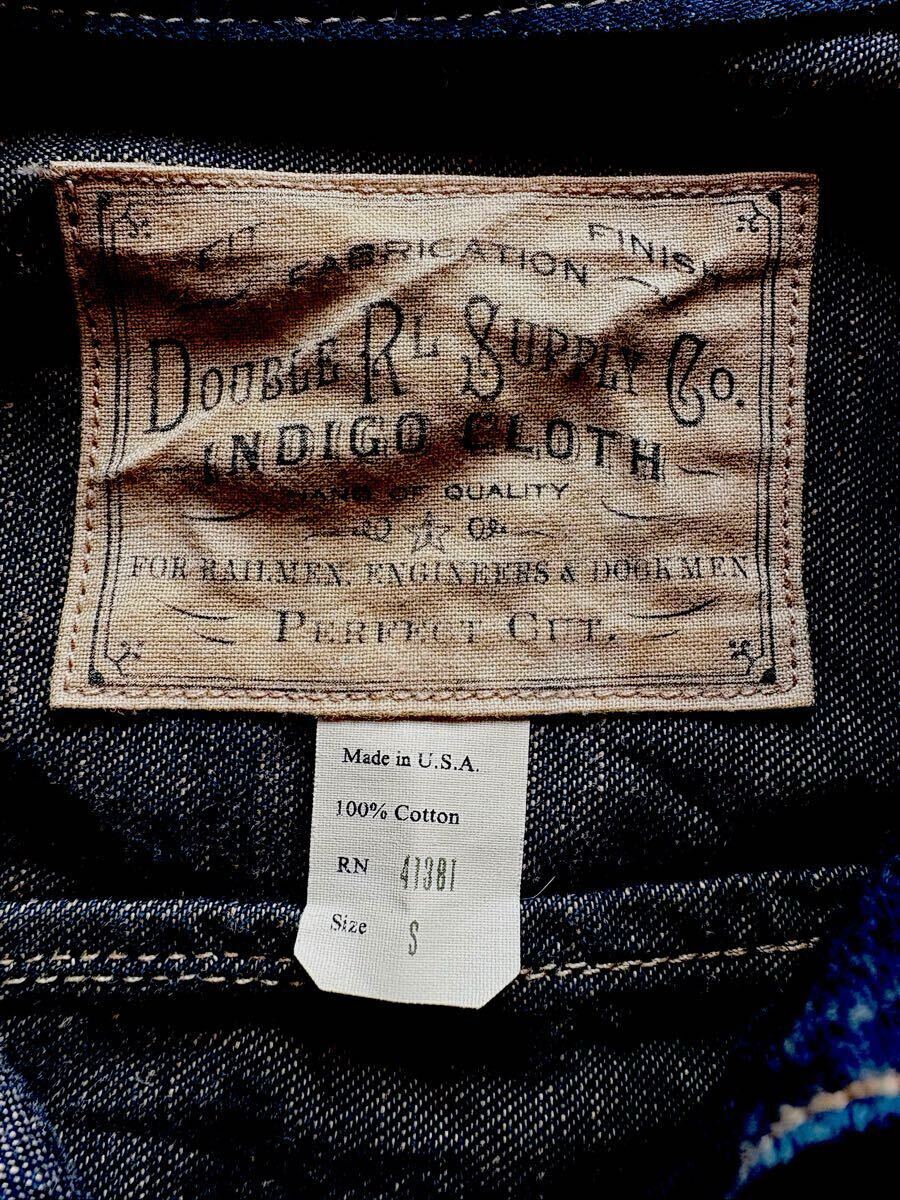 FIT FABRICATION FINISH
DOUBLE RL SUPPLY CO.
INDIGO CLOTH
OF QUALITY
FOR RAILMEN, ENGINEERS & DOCKMEN
PERFECT CUT.
Made in U.S.A.
100% Cotton
RN 41381
Size S